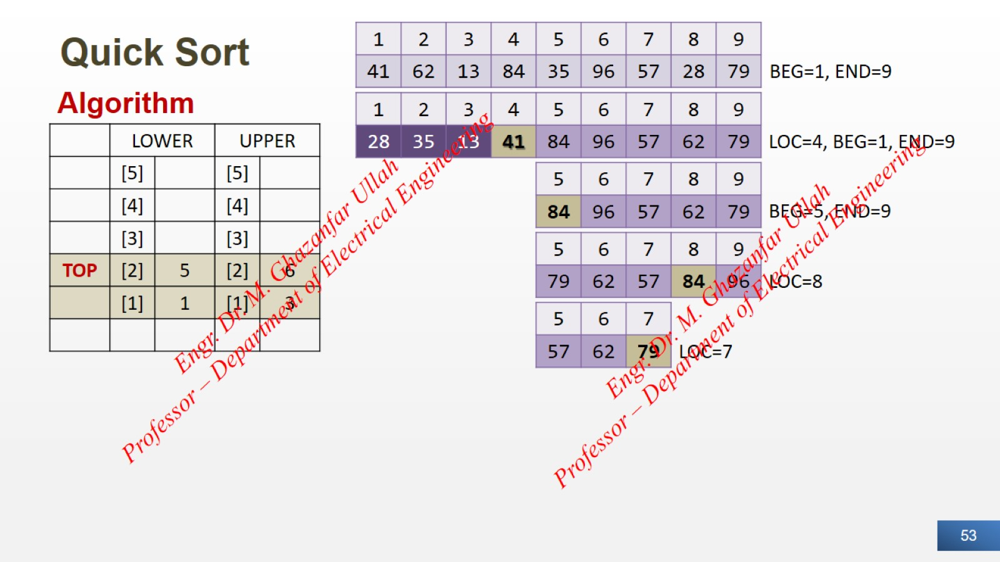 Quick Sort
Algorithm
LOWER UPPER
[5] [5]
[4] [4]
[3] [3]
TOP [2] 5 [2] 6
[1] 1 [1] 3
1 2 3 4 5 6 7 8 9
41 62 13 84 35 96 57 28 79 BEG=1, END=9
1 2 3 4 5 6 7 8 9
28 35 13 41 84 96 57 62 79 LOC=4, BEG=1, END=9
5 6 7 8 9
84 96 57 62 79 BEG=5, END=9
5 6 7 8 9
79 62 57 84 96 LOC=8
5 6 7
57 62 79 LOC=7
Engr. Dr. M. Ghazanfar Ullah
Professor – Department of Electrical Engineering
Engr. Dr. M. Ghazanfar Ullah
Professor – Department of Electrical Engineering
53